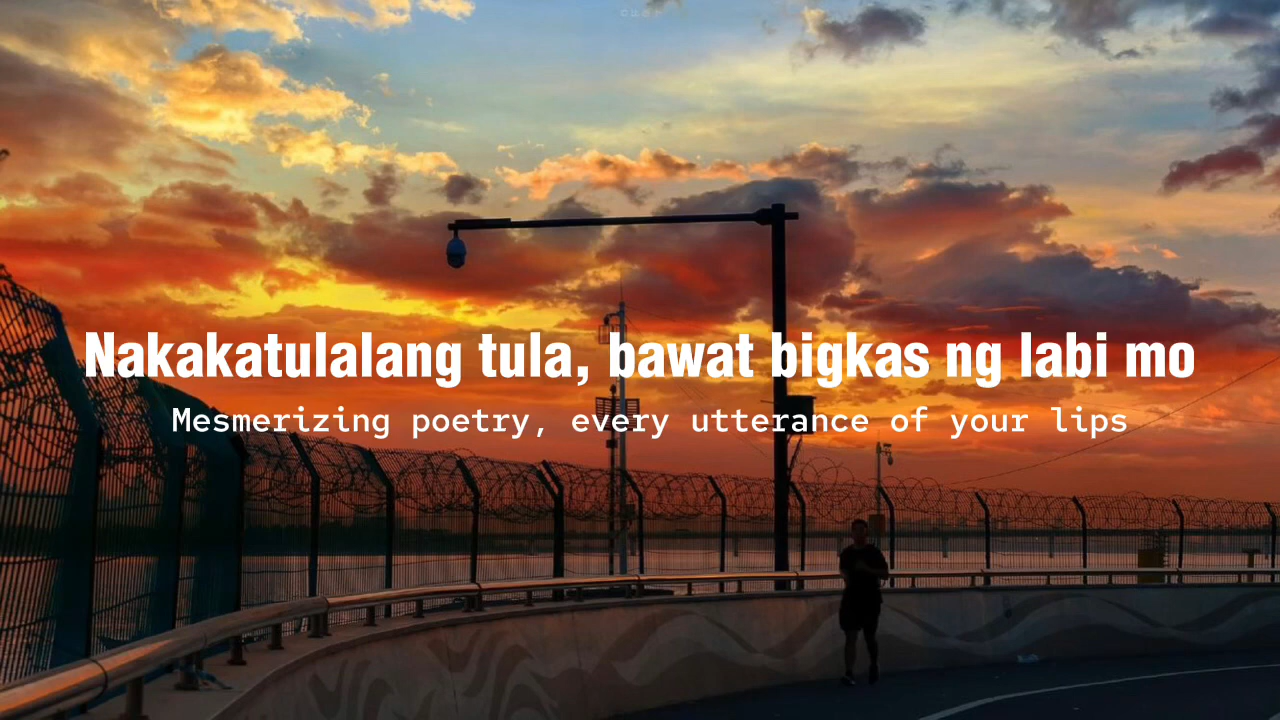 Nakakatulalang tula, bawat bigkas ng labi mo
Mesmerizing poetry, every utterance of your lips